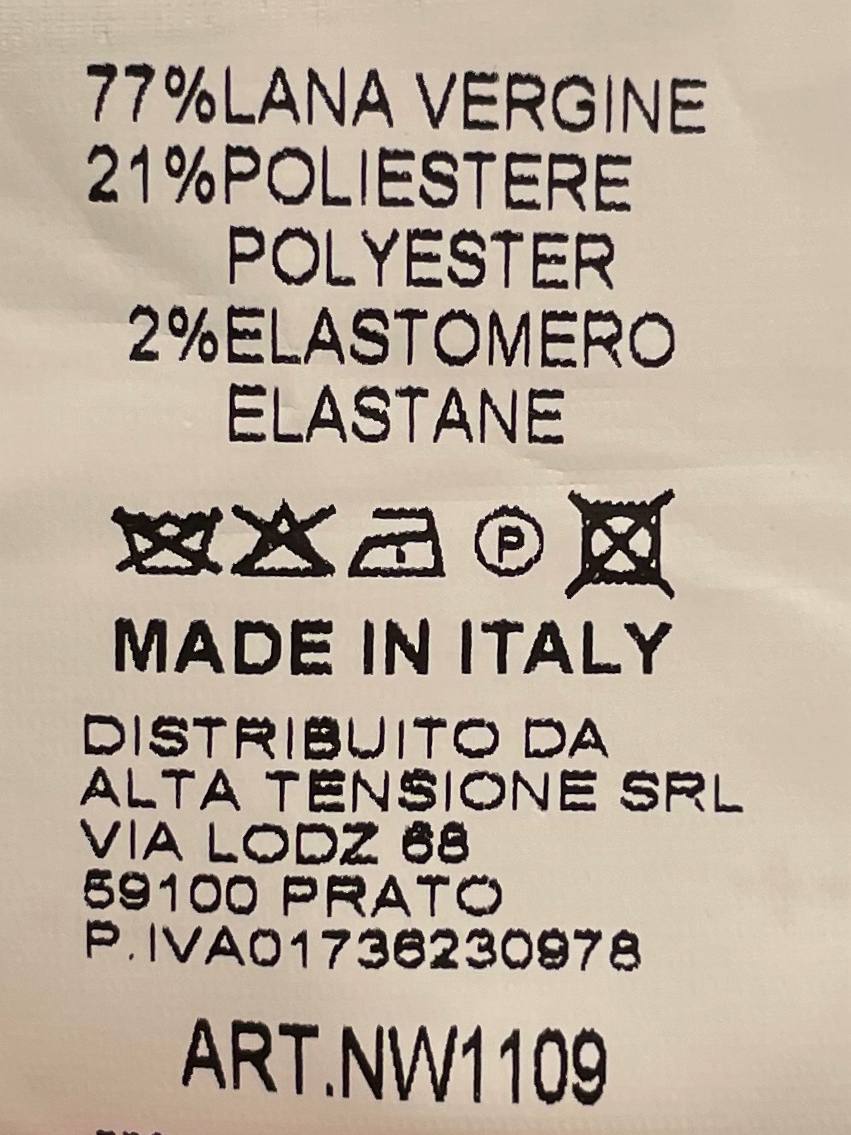 77%LANA VERGINE
21%POLIESTERE
POLYESTER
2%ELASTOMERO
ELASTANE
P
MADE IN ITALY
DISTRIBUITO DA
ALTA TENSIONE SRL
VIA LODZ 68
59100 PRATO
P.IVA01736230978
ART.NW1109